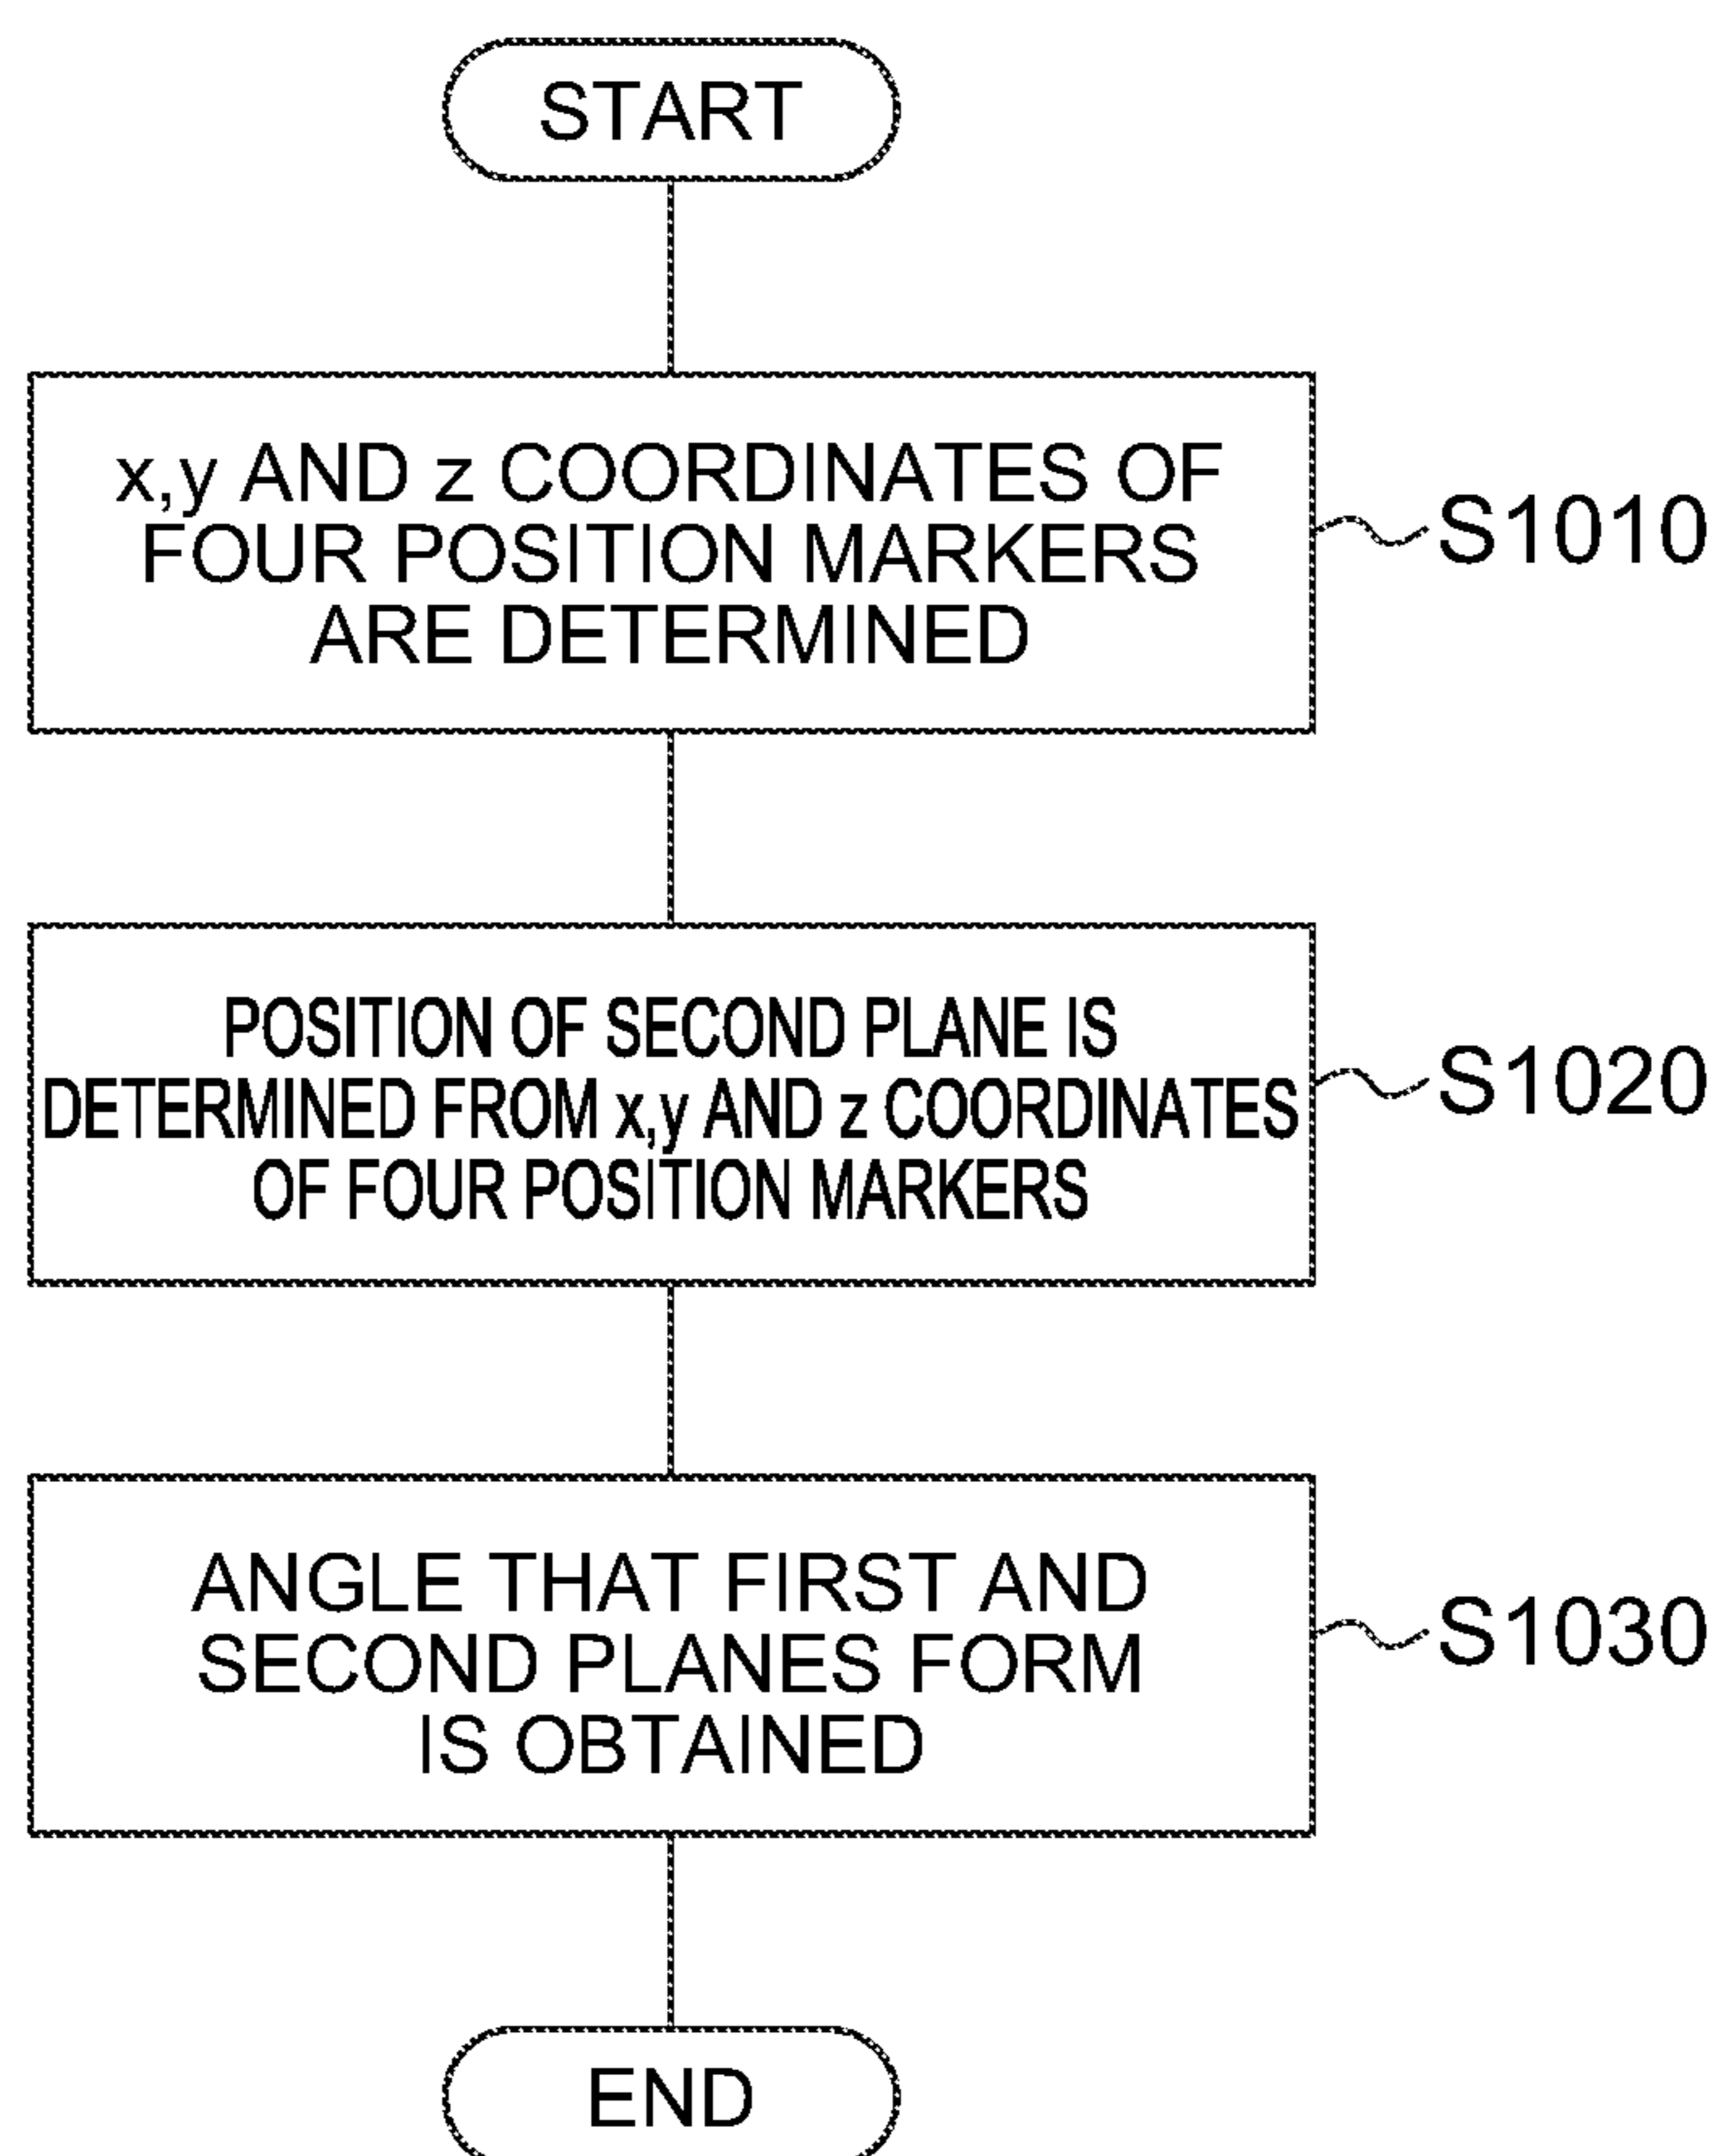 START
x,y AND z COORDINATES OF
FOUR POSITION MARKERS
ARE DETERMINED
S1010
POSITION OF SECOND PLANE IS
DETERMINED FROM x,y AND z COORDINATES
OF FOUR POSITION MARKERS
S1020
ANGLE THAT FIRST AND
SECOND PLANES FORM
IS OBTAINED
S1030
END